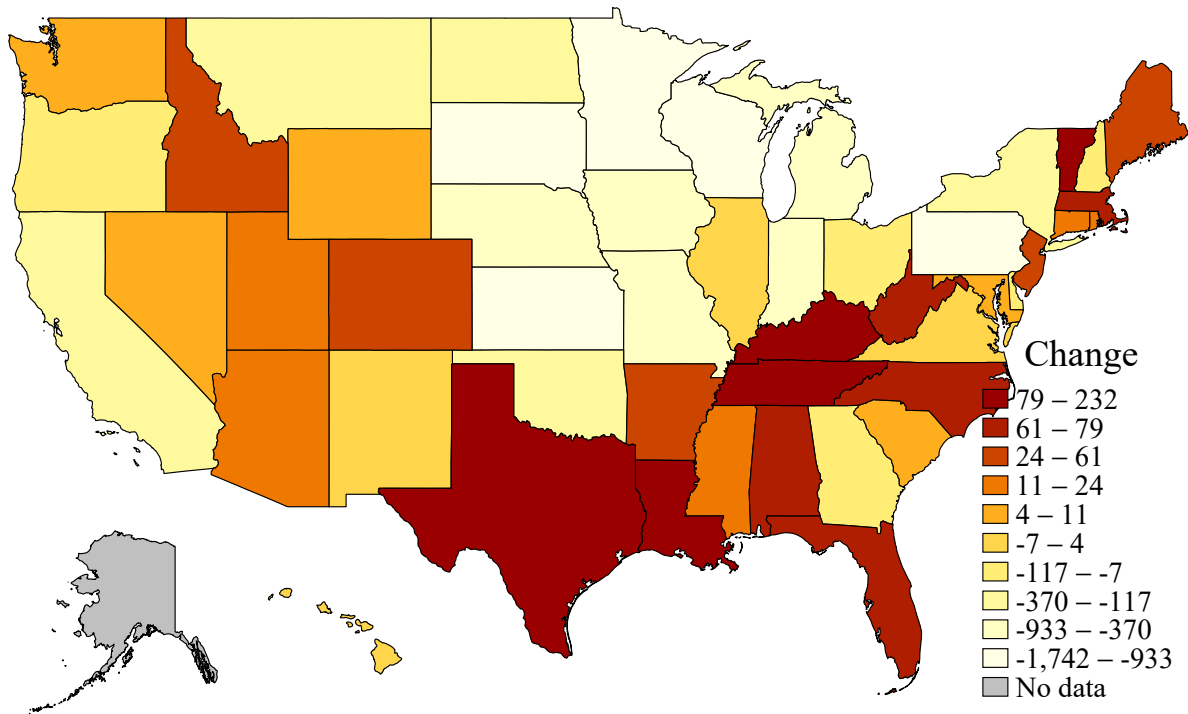 Change
79 – 232
61 – 79
24 – 61
11 – 24
4 – 11
-7 – 4
-117 – -7
-370 – -117
-933 – -370
-1,742 – -933
No data